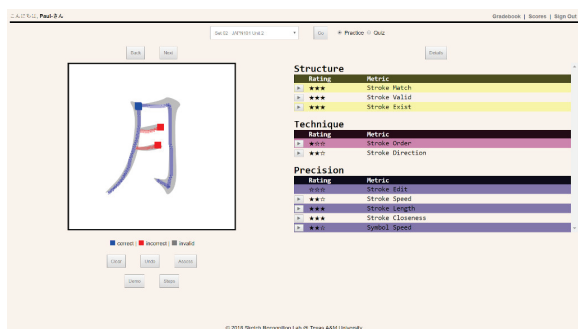 こんにちは, Paul-さん
Gradebook | Scores | Sign Out
Go
Practice
Quiz
Back
Next
Details
月
correct | incorrect | invalid
Clear
Undo
Assess
Demo
Steps
Structure
Rating Metric
★★★ Stroke Match
★★★ Stroke Valid
★★★ Stroke Exist
Technique
Rating Metric
★☆☆ Stroke Order
★★☆ Stroke Direction
Precision
Rating Metric
☆☆☆ Stroke Edit
★★☆ Stroke Speed
★★★ Stroke Length
★★★ Stroke Closeness
★★☆ Symbol Speed
© 2018 Sketch Recognition Lab @ Texas A&M University